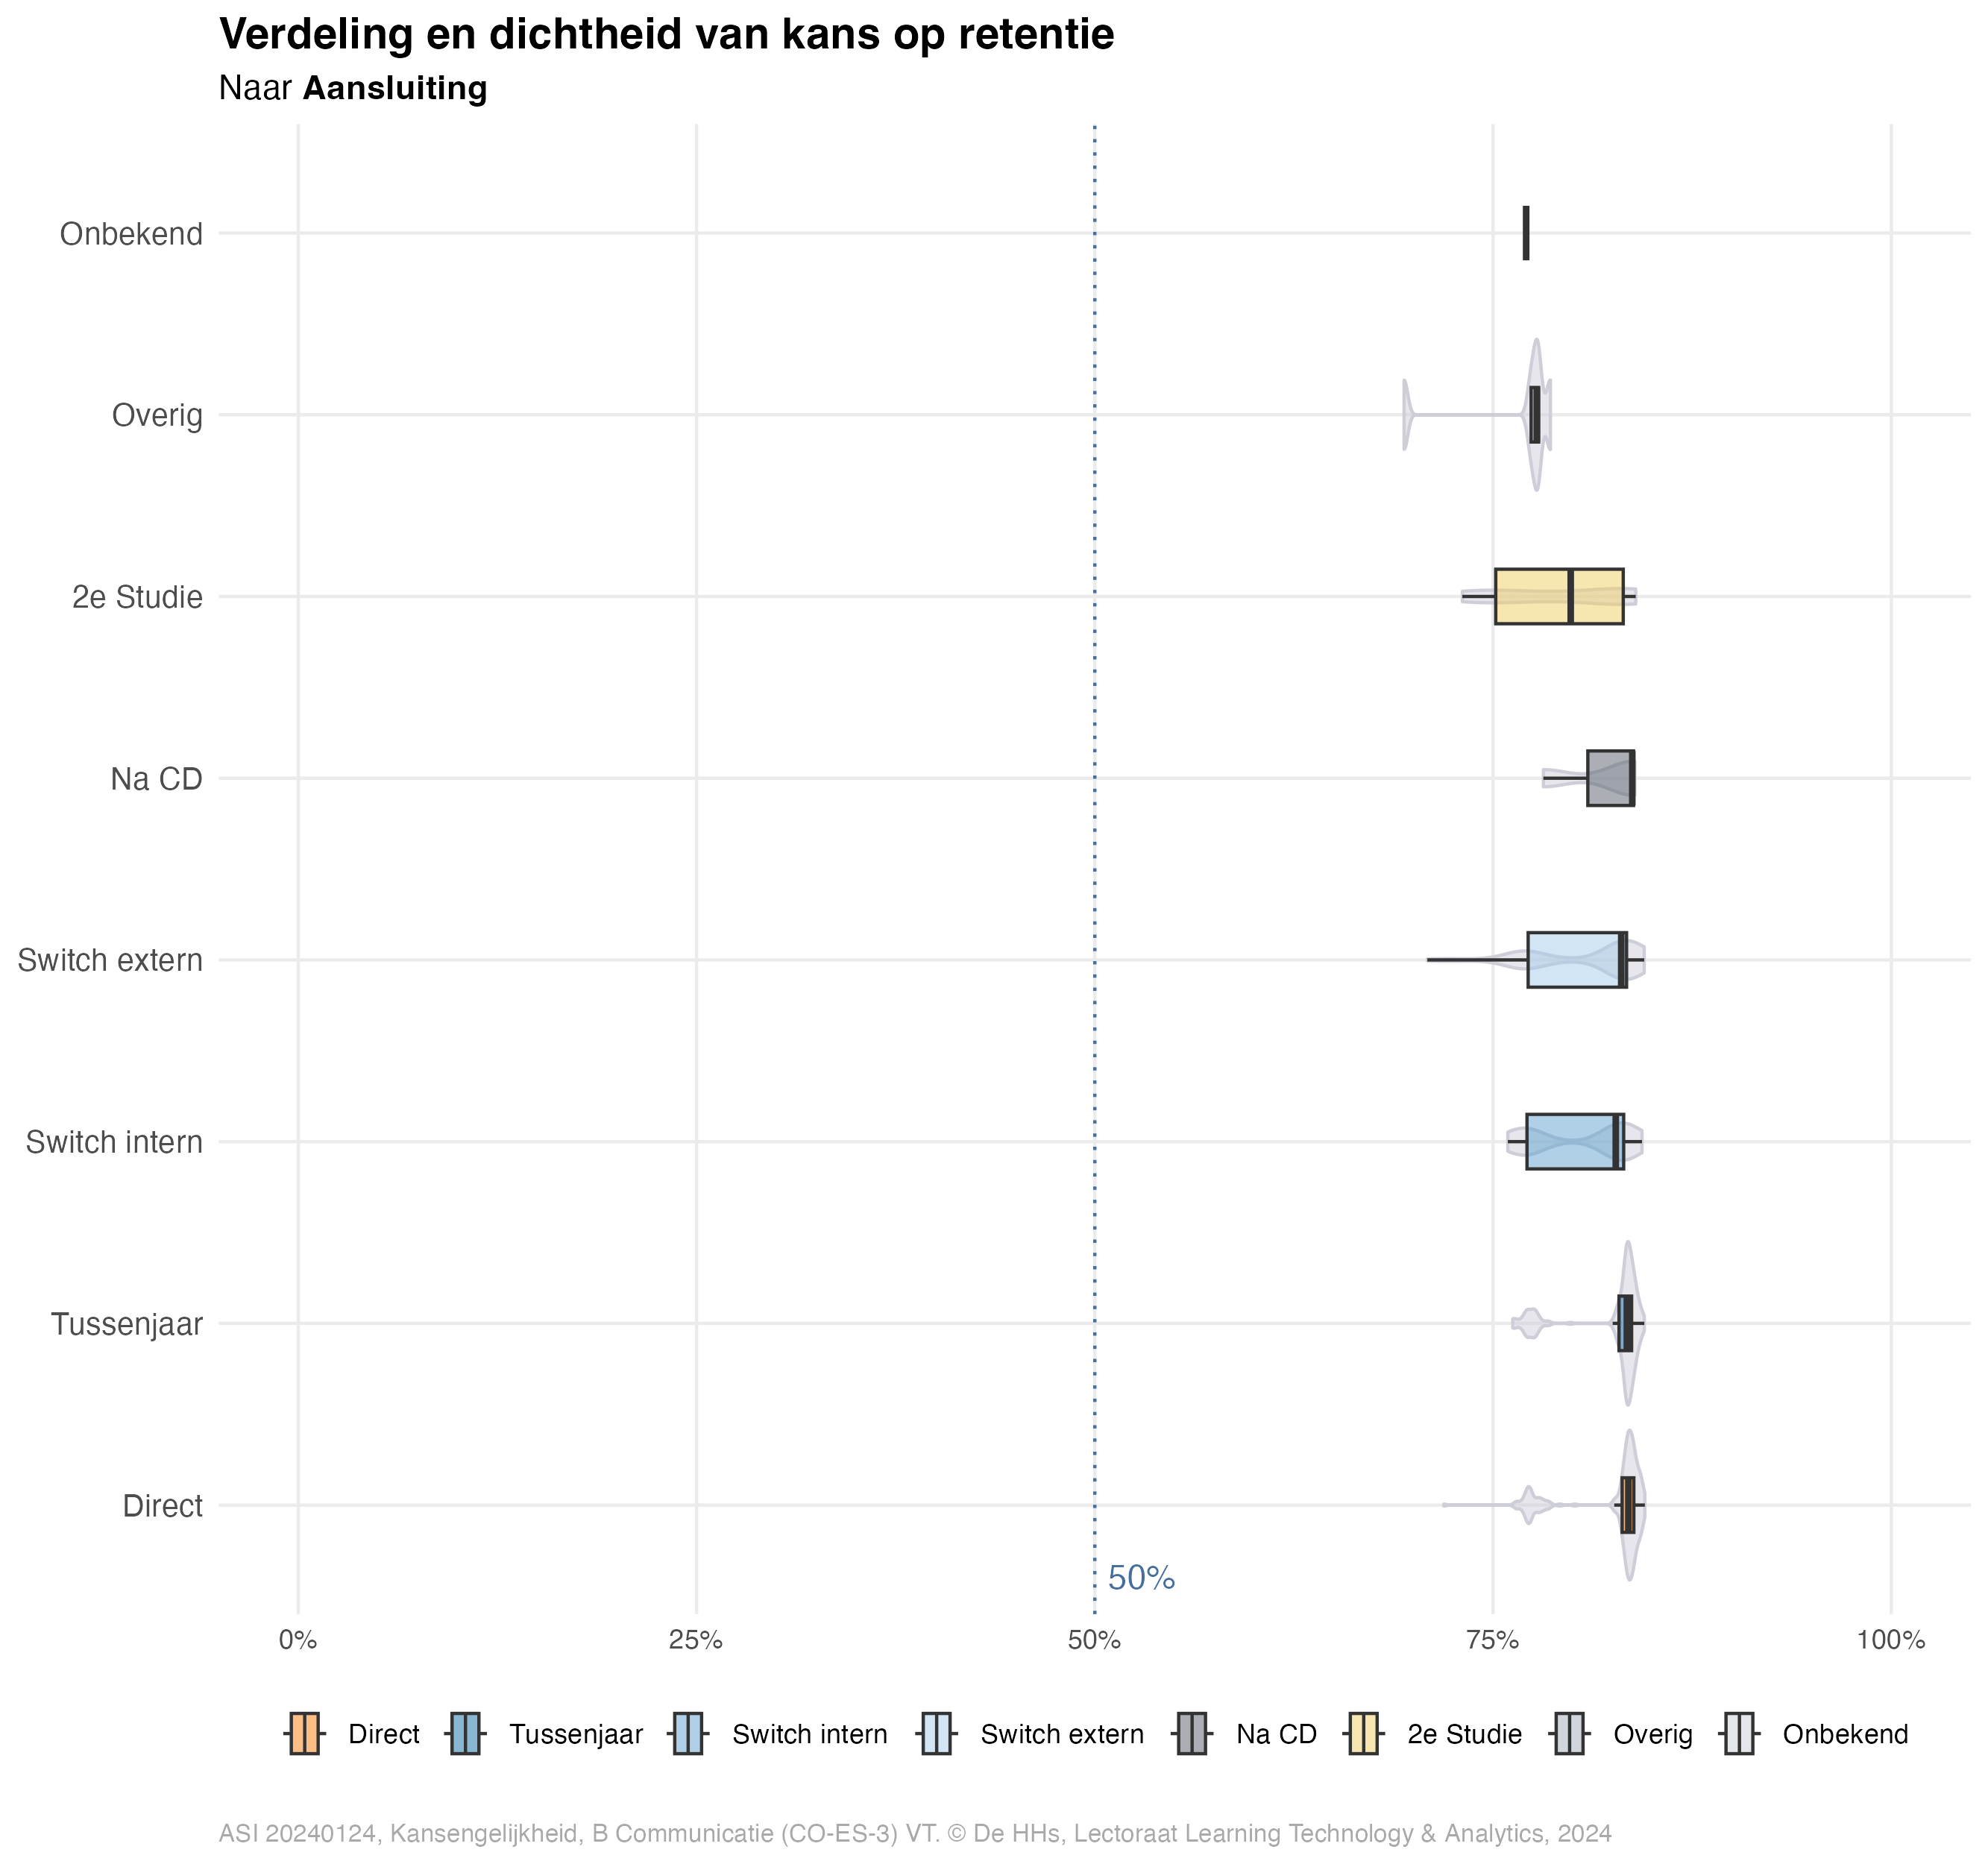 Verdeling en dichtheid van kans op retentie
Naar Aansluiting
Onbekend
Overig
2e Studie
Na CD
Switch extern
Switch intern
Tussenjaar
Direct
50%
0% 25% 50% 75% 100%
Direct Tussenjaar Switch intern Switch extern Na CD 2e Studie Overig Onbekend
ASI 20240124, Kansengelijkheid, B Communicatie (CO-ES-3) VT. © De HHs, Lectoraat Learning Technology & Analytics, 2024